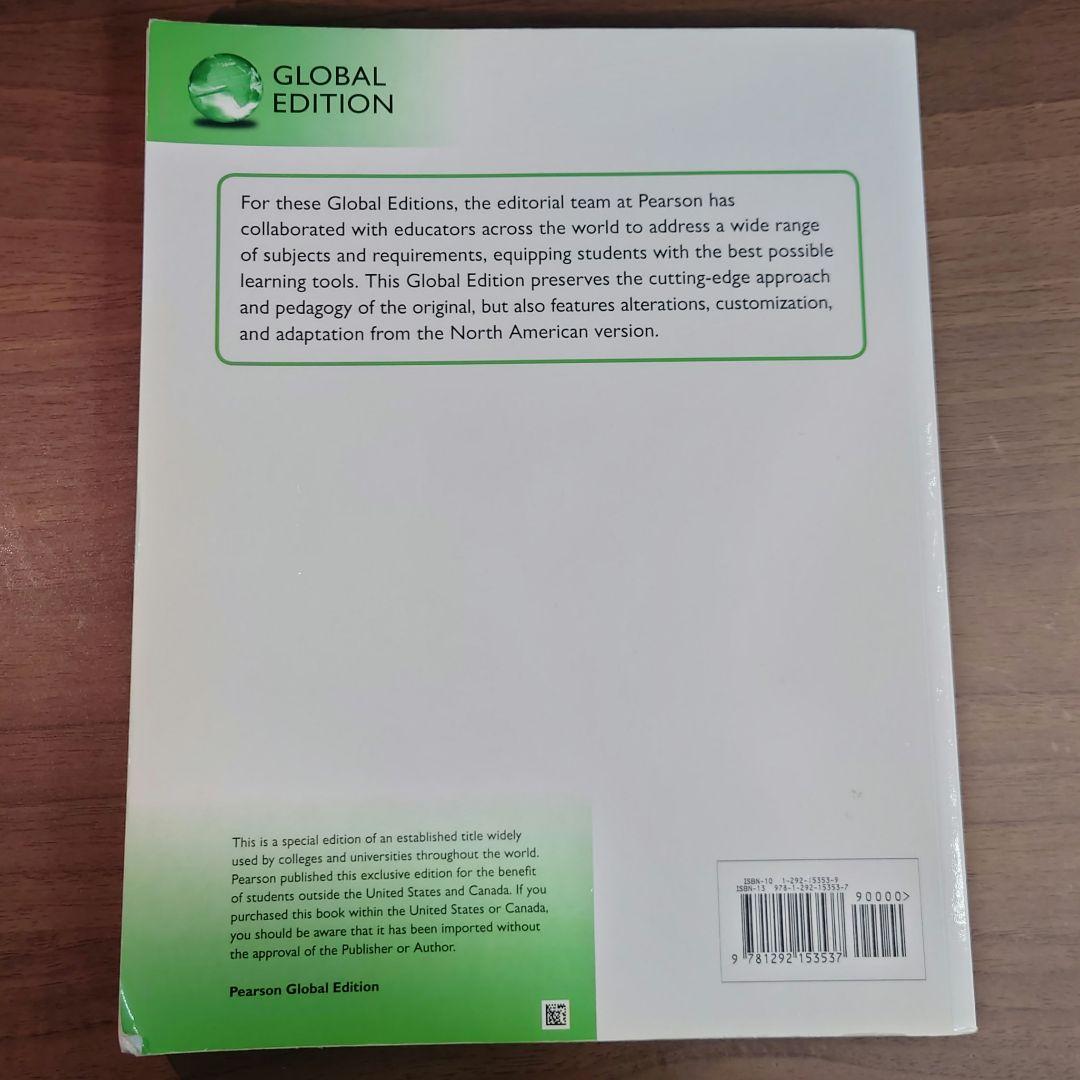 GLOBAL
EDITION
For these Global Editions, the editorial team at Pearson has
collaborated with educators across the world to address a wide range
of subjects and requirements, equipping students with the best possible
learning tools. This Global Edition preserves the cutting-edge approach
and pedagogy of the original, but also features alterations, customization,
and adaptation from the North American version.
This is a special edition of an established title widely
used by colleges and universities throughout the world.
Pearson published this exclusive edition for the benefit
of students outside the United States and Canada. If you
purchased this book within the United States or Canada,
you should be aware that it has been imported without
the approval of the Publisher or Author.
Pearson Global Edition
ISBN-10 1-292-15353-9
ISBN-13 978-1-292-15353-7
90000>
9 781292 153537